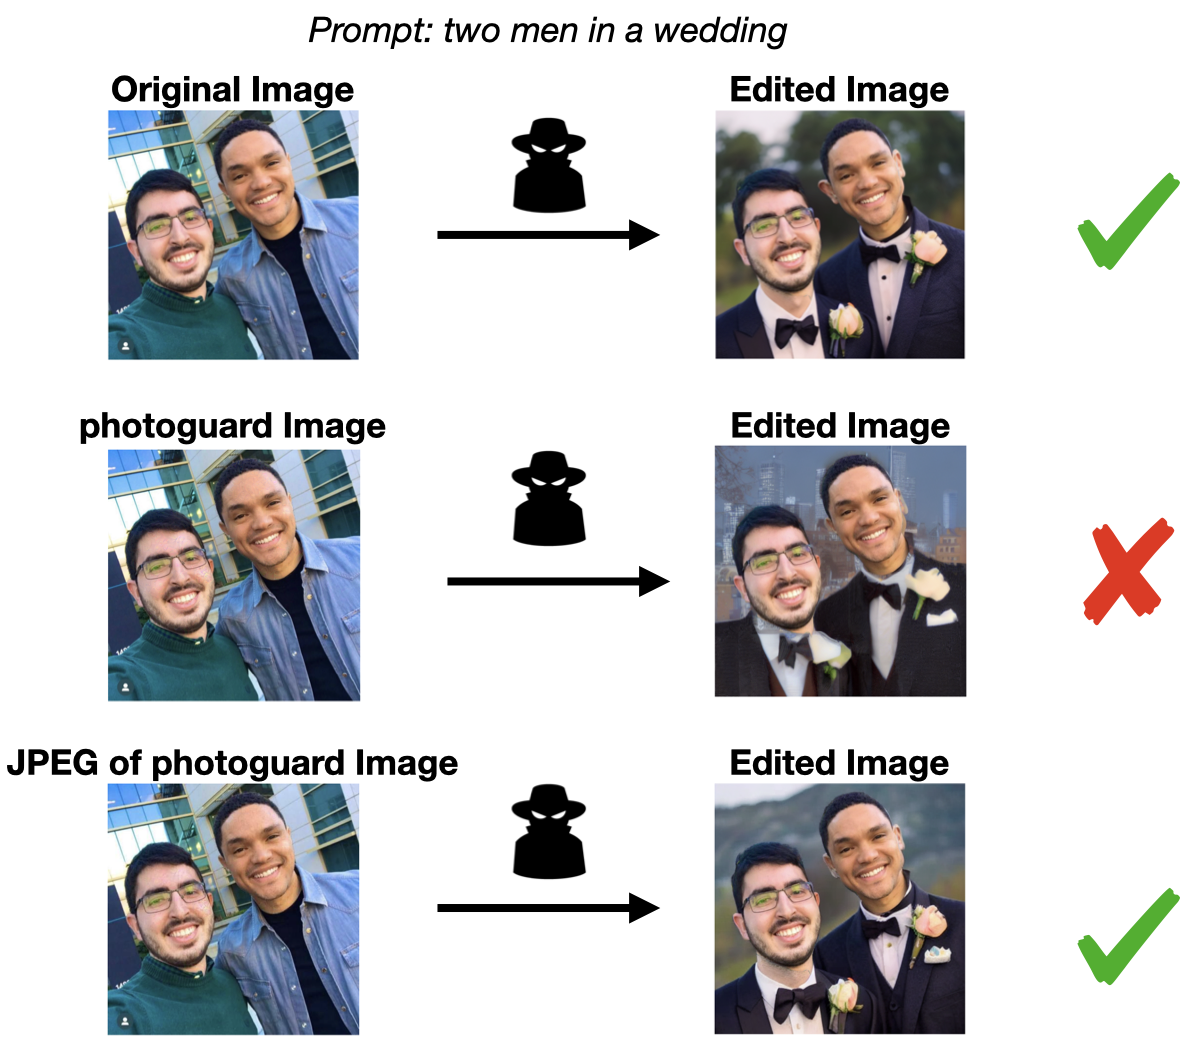 Prompt: two men in a wedding
Original Image
Edited Image
photoguard Image
Edited Image
JPEG of photoguard Image
Edited Image